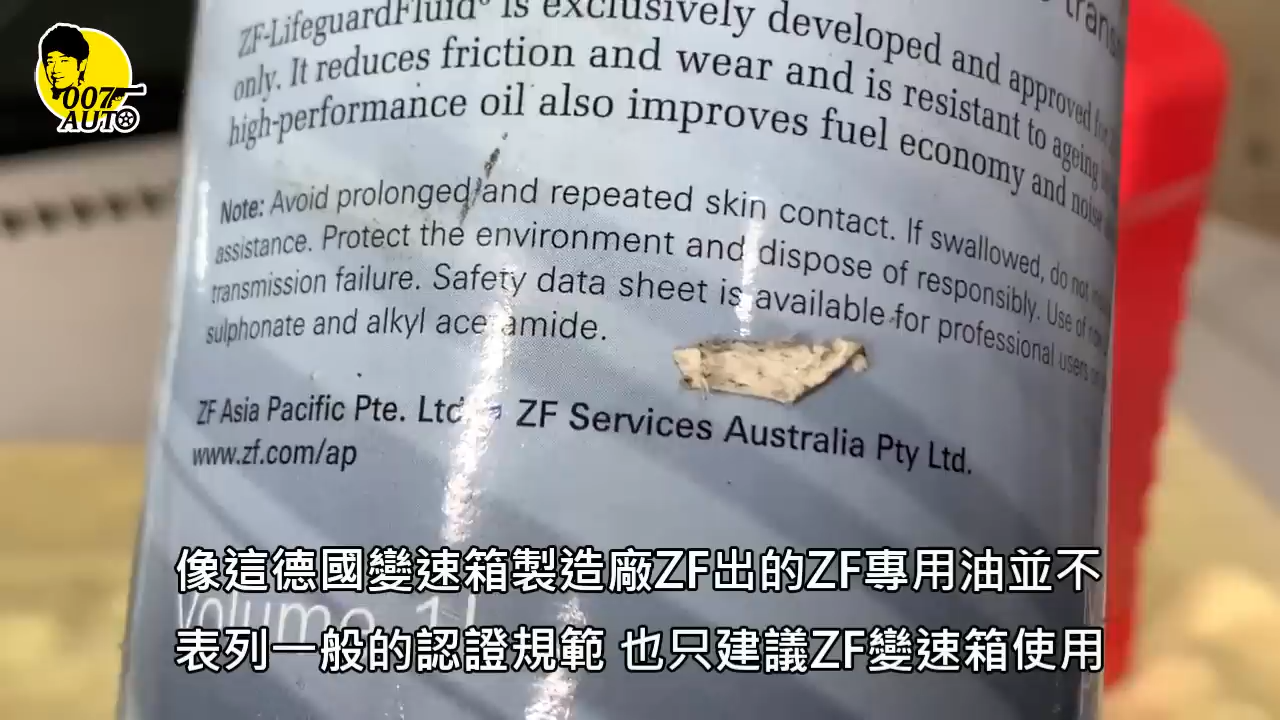 007
AUTO
ZF-LifeguardFluid® is exclusively developed and approved for
only. It reduces friction and wear and is resistant to ageing
high-performance oil also improves fuel economy and noise
Note: Avoid prolonged and repeated skin contact. If swallowed, do not
assistance. Protect the environment and dispose of responsibly. Use of
transmission failure. Safety data sheet is available for professional users
sulphonate and alkyl acetamide.
ZF Asia Pacific Pte. Ltd ZF Services Australia Pty Ltd.
www.zf.com/ap
Volume 1L
像這德國變速箱製造廠ZF出的ZF專用油並不
表列一般的認證規範 也只建議ZF變速箱使用